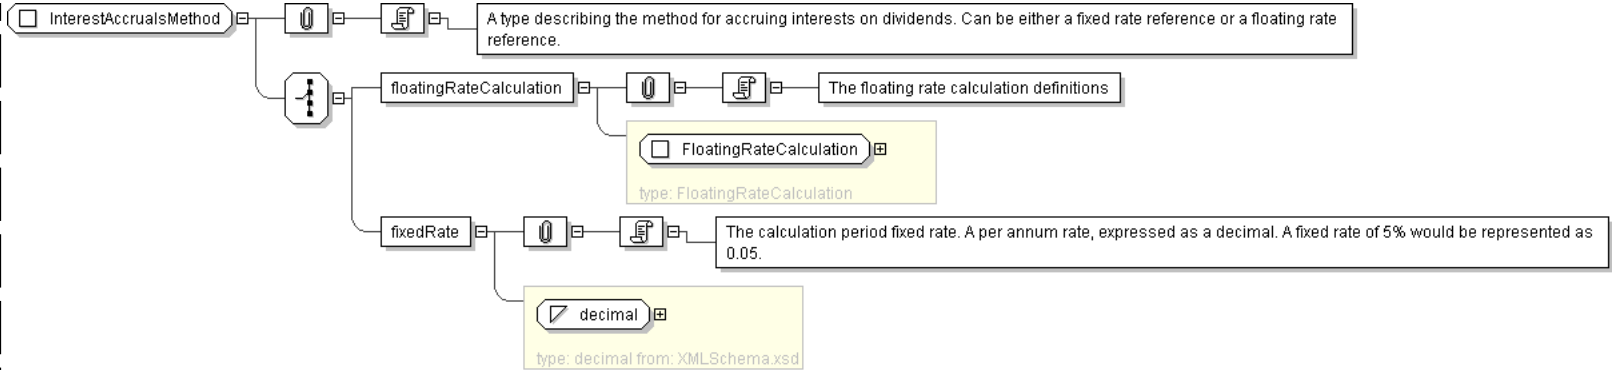 InterestAccrualsMethod
A type describing the method for accruing interests on dividends. Can be either a fixed rate reference or a floating rate
reference.
floatingRateCalculation
The floating rate calculation definitions
FloatingRateCalculation
type: FloatingRateCalculation
fixedRate
The calculation period fixed rate. A per annum rate, expressed as a decimal. A fixed rate of 5% would be represented as
0.05.
decimal
type: decimal from: XMLSchema.xsd